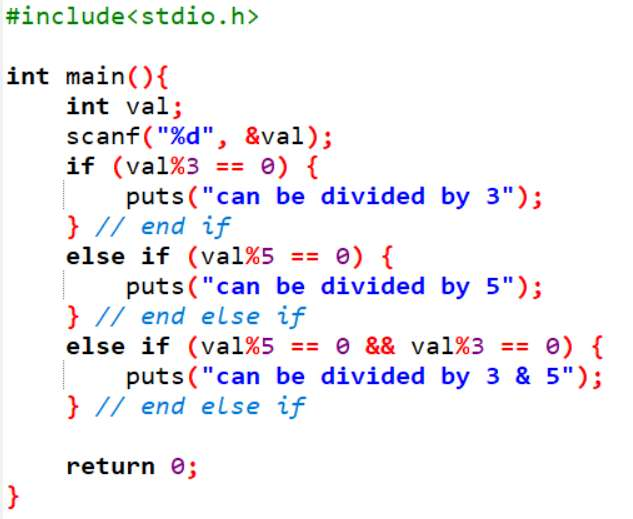 #include<stdio.h>
int main(){
    int val;
    scanf("%d", &val);
    if (val%3 == 0) {
        puts("can be divided by 3");
    } // end if
    else if (val%5 == 0) {
        puts("can be divided by 5");
    } // end else if
    else if (val%5 == 0 && val%3 == 0) {
        puts("can be divided by 3 & 5");
    } // end else if
    return 0;
}